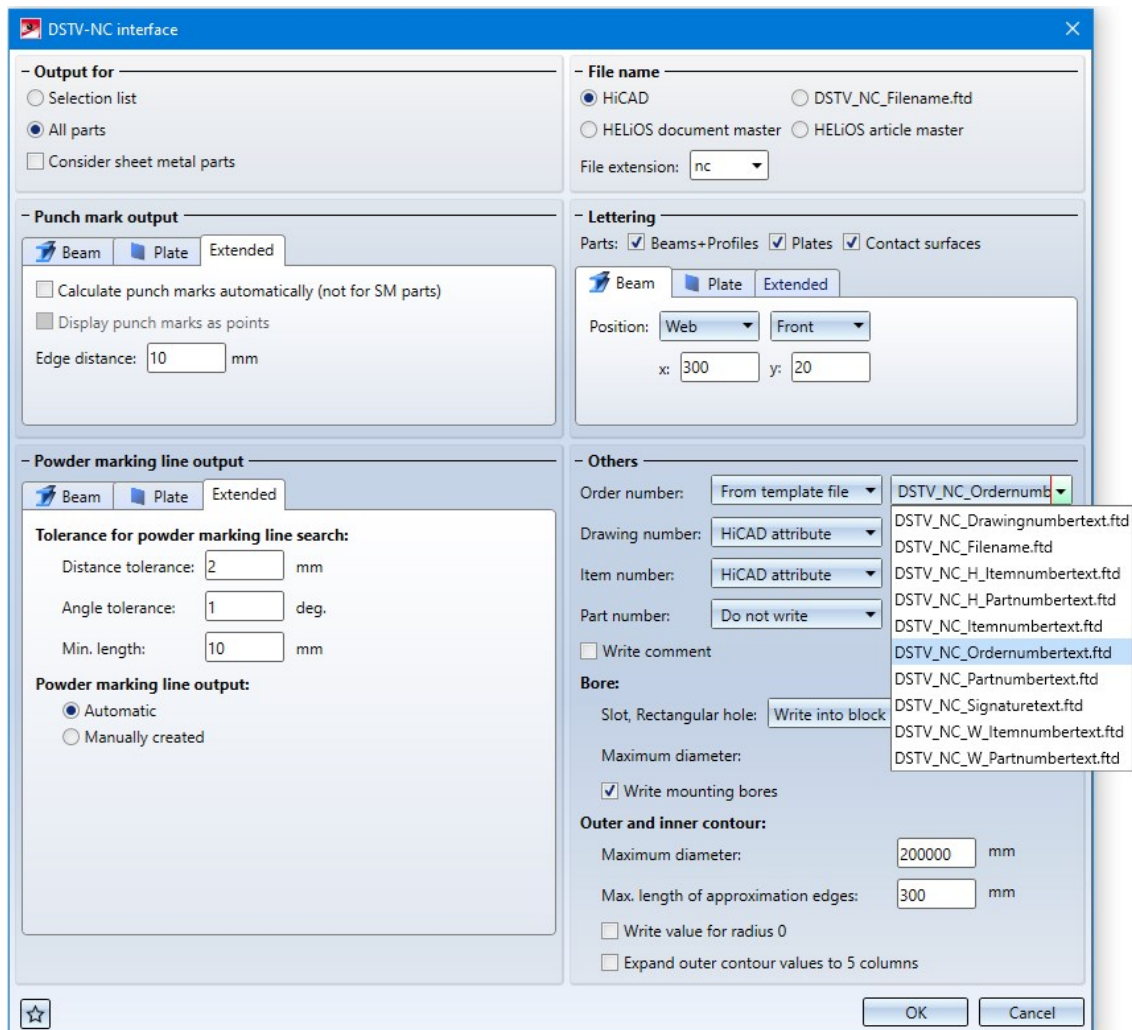 DSTV-NC interface
Output for
Selection list
All parts
Consider sheet metal parts
File name
HiCAD
DSTV_NC_Filename.ftd
HELiOS document master
HELiOS article master
File extension: nc
Punch mark output
Beam Plate Extended
Calculate punch marks automatically (not for SM parts)
Display punch marks as points
Edge distance: 10 mm
Lettering
Parts: Beams+Profiles Plates Contact surfaces
Beam Plate Extended
Position: Web Front
x: 300 y: 20
Powder marking line output
Beam Plate Extended
Tolerance for powder marking line search:
Distance tolerance: 2 mm
Angle tolerance: 1 deg.
Min. length: 10 mm
Powder marking line output:
Automatic
Manually created
Others
Order number: From template file DSTV_NC_Ordernumb
Drawing number: HiCAD attribute
Item number: HiCAD attribute
Part number: Do not write
Write comment
DSTV_NC_Drawingnumbertext.ftd
DSTV_NC_Filename.ftd
DSTV_NC_H_Itemnumbertext.ftd
DSTV_NC_H_Partnumbertext.ftd
DSTV_NC_Itemnumbertext.ftd
DSTV_NC_Ordernumbertext.ftd
DSTV_NC_Partnumbertext.ftd
DSTV_NC_Signaturetext.ftd
DSTV_NC_W_Itemnumbertext.ftd
DSTV_NC_W_Partnumbertext.ftd
Bore:
Slot, Rectangular hole: Write into block
Maximum diameter:
Write mounting bores
Outer and inner contour:
Maximum diameter: 200000 mm
Max. length of approximation edges: 300 mm
Write value for radius 0
Expand outer contour values to 5 columns
OK Cancel